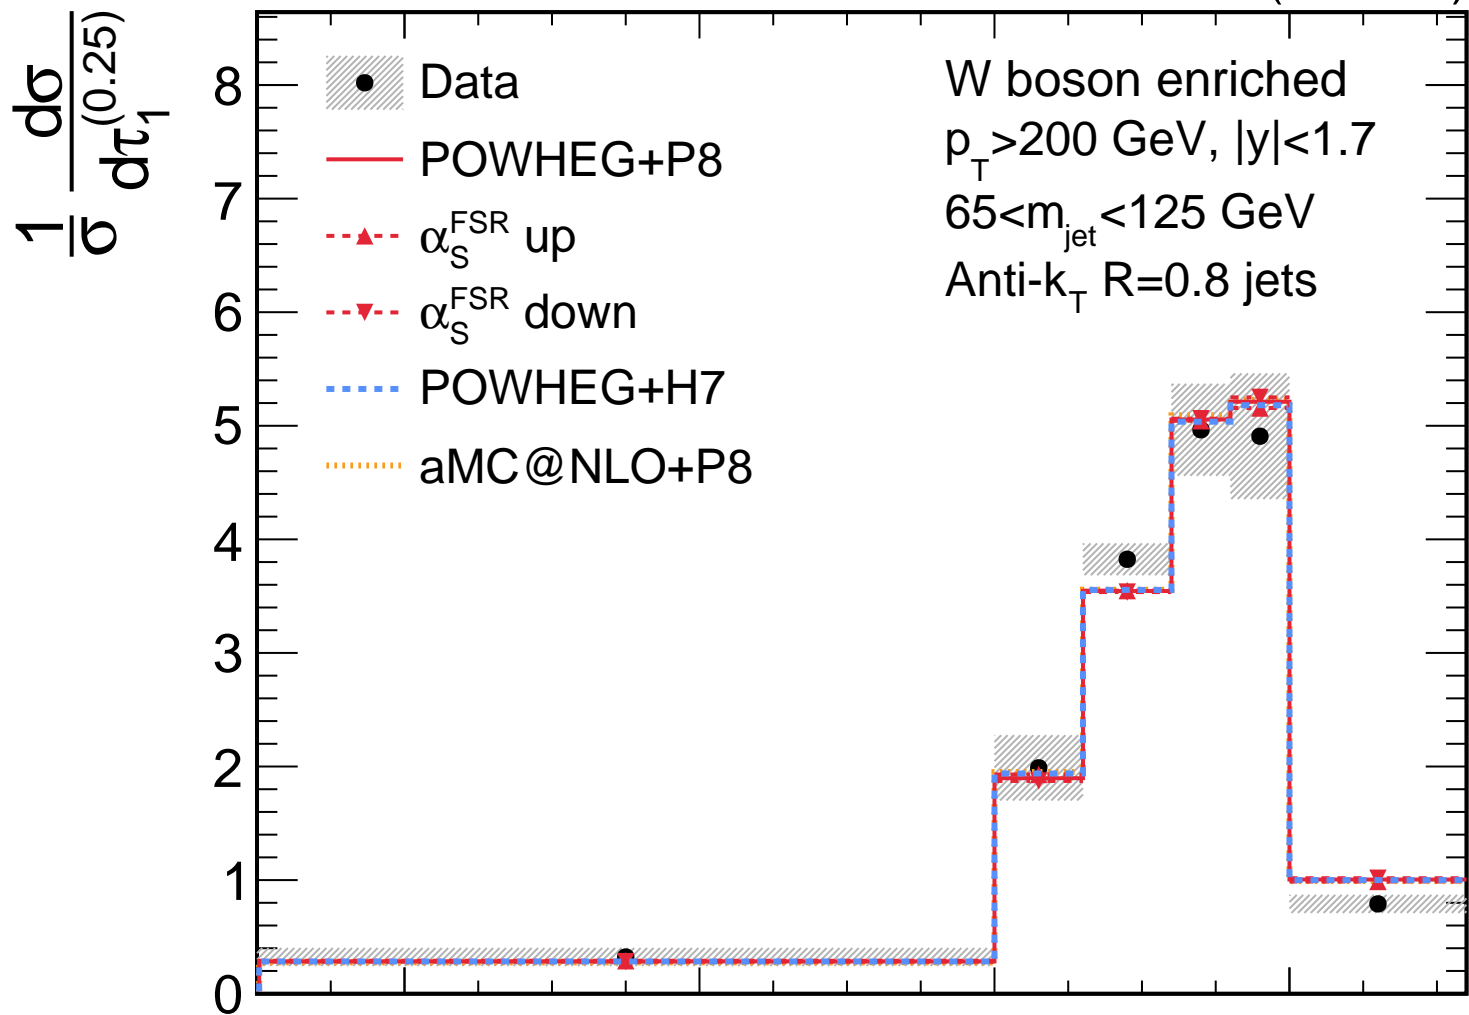 1/σ dσ/dτ₁^(0.25)
8
7
6
5
4
3
2
1
0
Data
POWHEG+P8
α_S^FSR up
α_S^FSR down
POWHEG+H7
aMC@NLO+P8
W boson enriched
p_T>200 GeV, |y|<1.7
65<m_jet<125 GeV
Anti-k_T R=0.8 jets